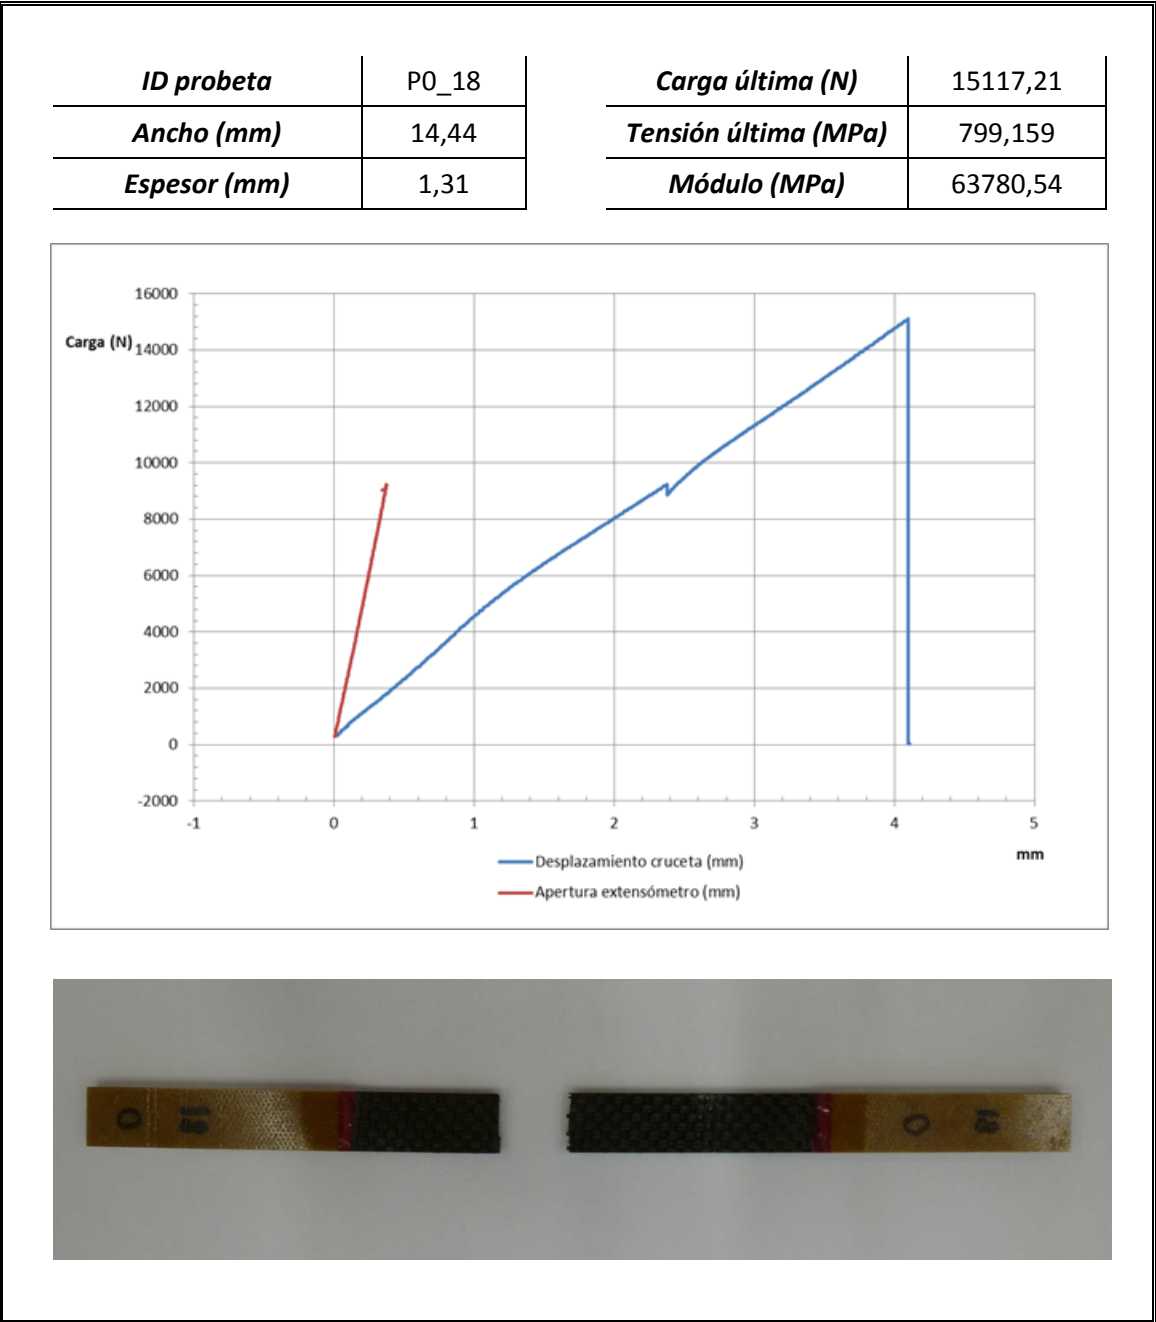 ID probeta P0_18 Carga última (N) 15117,21
Ancho (mm) 14,44 Tensión última (MPa) 799,159
Espesor (mm) 1,31 Módulo (MPa) 63780,54
16000
Carga (N)
14000
12000
10000
8000
6000
4000
2000
0
-2000
-1 0 1 2 3 4 5
mm
Desplazamiento cruceta (mm)
Apertura extensómetro (mm)
0 18 0 18